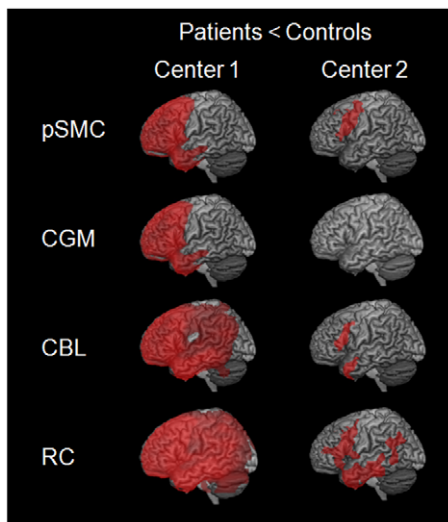 Patients < Controls
Center 1 Center 2
pSMC
CGM
CBL
RC